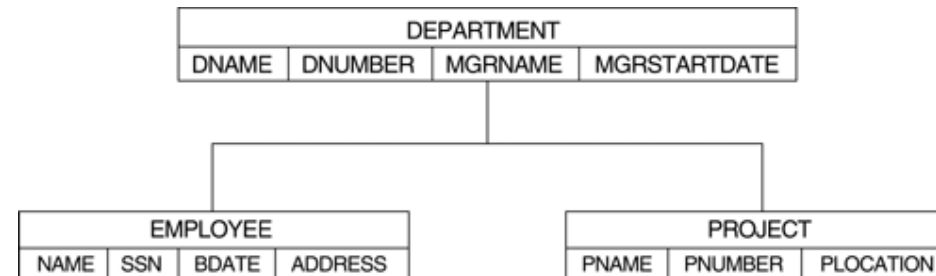 DEPARTMENT
DNAME DNUMBER MGRNAME MGRSTARTDATE
EMPLOYEE
NAME SSN BDATE ADDRESS
PROJECT
PNAME PNUMBER PLOCATION